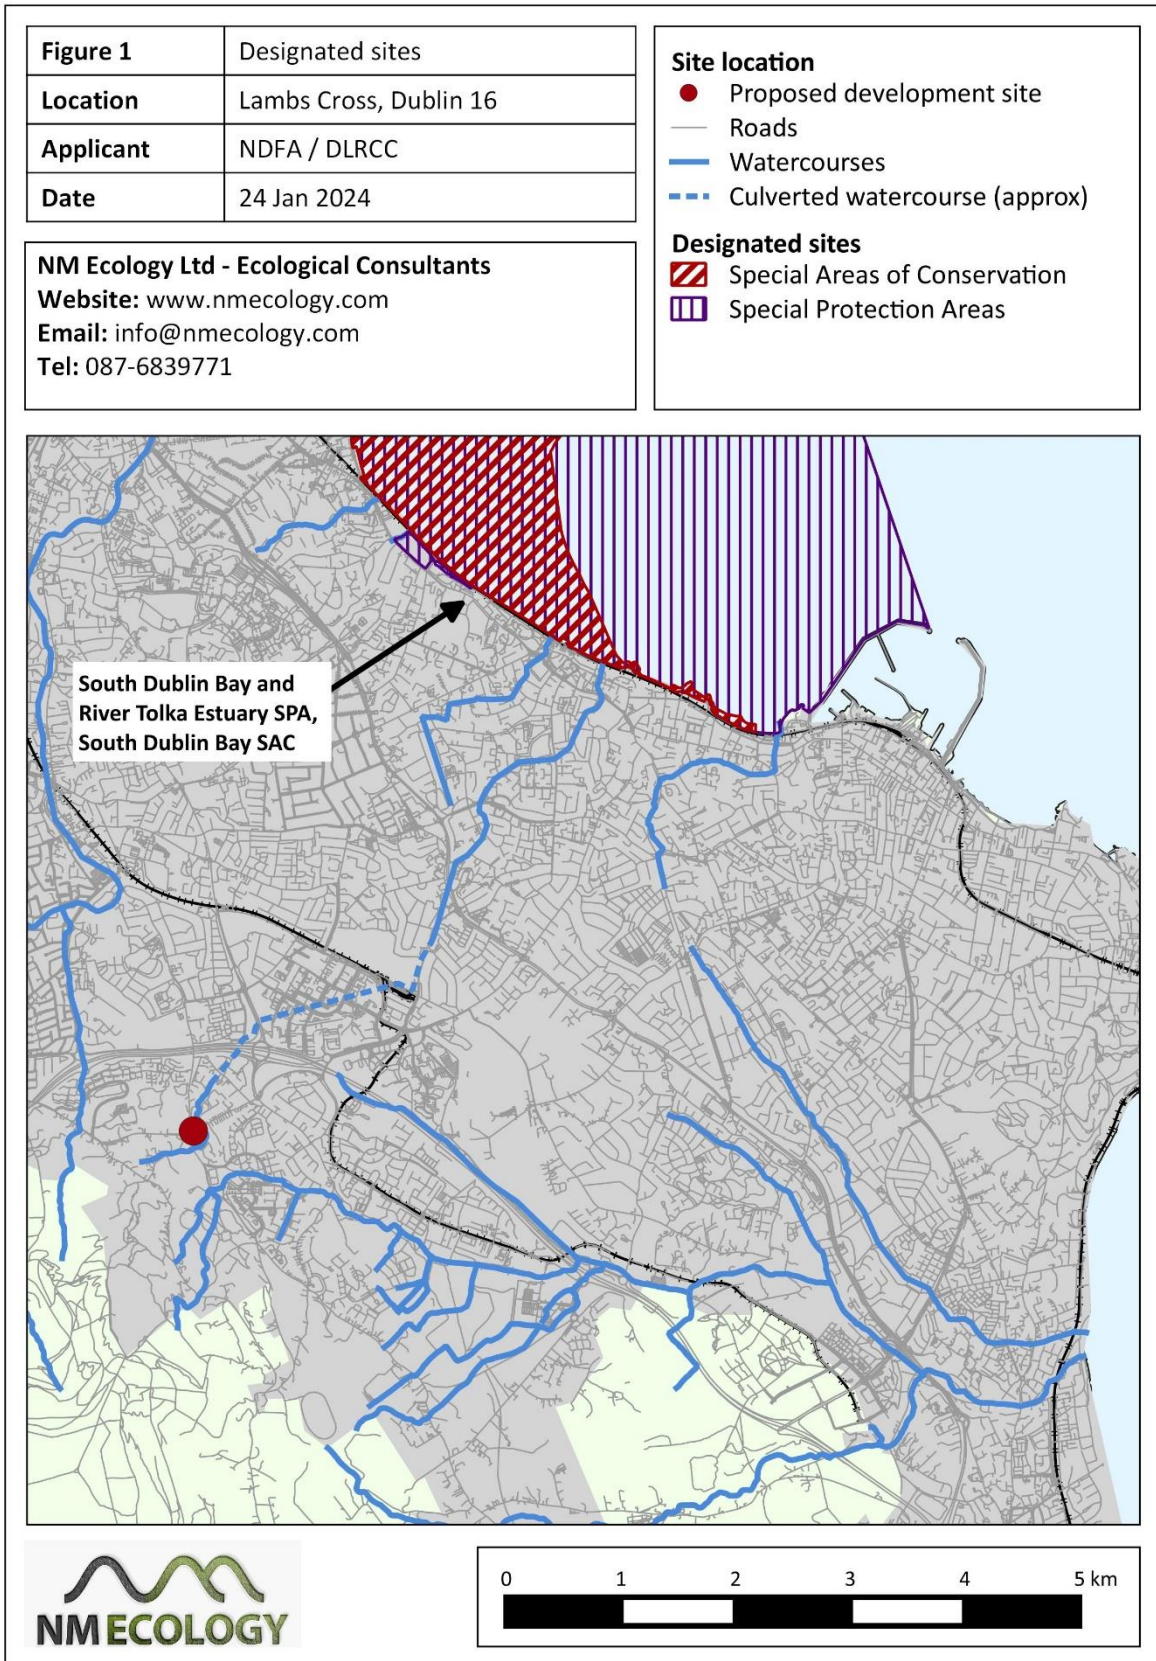 Figure 1 Designated sites
Location Lambs Cross, Dublin 16
Applicant NDFA / DLRCC
Date 24 Jan 2024
NM Ecology Ltd - Ecological Consultants
Website: www.nmecology.com
Email: info@nmecology.com
Tel: 087-6839771
Site location
Proposed development site
Roads
Watercourses
Culverted watercourse (approx)
Designated sites
Special Areas of Conservation
Special Protection Areas
South Dublin Bay and
River Tolka Estuary SPA,
South Dublin Bay SAC
NMECOLOGY
0 1 2 3 4 5 km